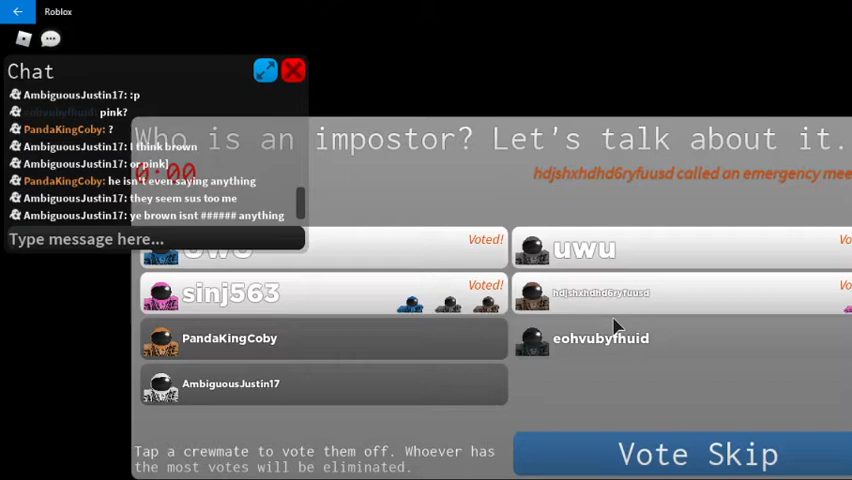 Roblox
Chat
AmbiguousJustin17: :p
eohvubyfhuid: pink?
PandaKingCoby: ?
AmbiguousJustin17: I think brown
AmbiguousJustin17: or pink]
PandaKingCoby: he isn't even saying anything
AmbiguousJustin17: they seem sus too me
AmbiguousJustin17: ye brown isnt ###### anything
Type message here...
Who is an impostor? Let's talk about it.
0:00
hdjshxhdhd6ryfuusd called an emergency mee
Voted!
uwu
Vo
sinj563
Voted!
hdjshxhdhd6ryfuusd
Vo
PandaKingCoby
eohvubyfhuid
AmbiguousJustin17
Tap a crewmate to vote them off. Whoever has
the most votes will be eliminated.
Vote Skip